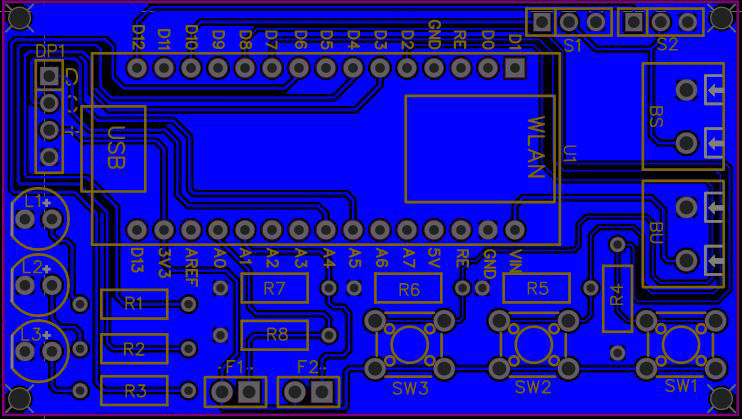 S1 S2
DP1
D12 D11 D10 D9 D8 D7 D6 D5 D4 D3 D2 GND RE D0 D1
BS
USB
WLAN
U1
L1+
BU
D13 3V3 AREF A0 A1 A2 A3 A4 A5 A6 A7 5V RE GND VIN
L2+
R7 R6 R5 R4
R1
L3+
R8
R2
F1 F2
R3
SW3 SW2 SW1